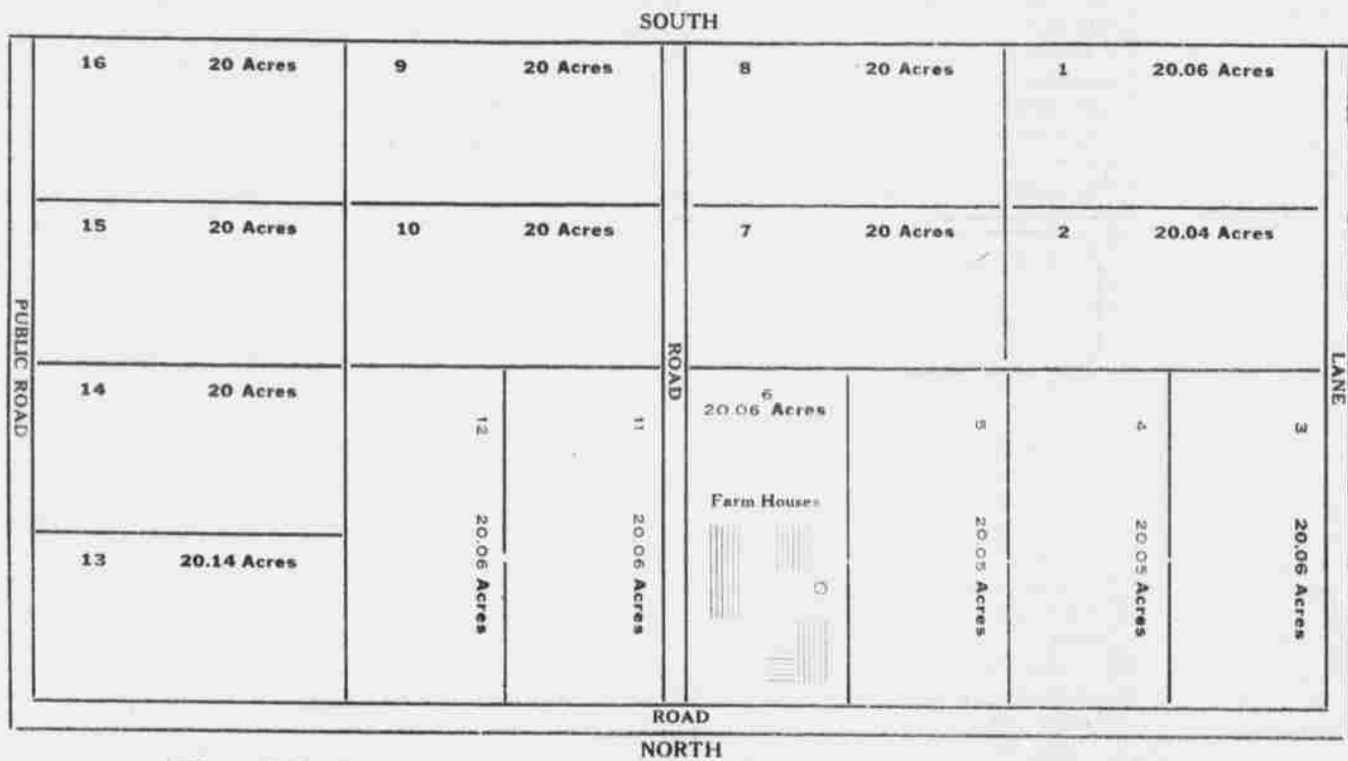 SOUTH
16 20 Acres
9 20 Acres
8 20 Acres
1 20.06 Acres
15 20 Acres
10 20 Acres
7 20 Acres
2 20.04 Acres
PUBLIC ROAD
ROAD
LANE
14 20 Acres
12 20.06 Acres
11 20.06 Acres
6
20.06 Acres
Farm Houses
5 20.05 Acres
4 20.05 Acres
3 20.06 Acres
13 20.14 Acres
ROAD
NORTH